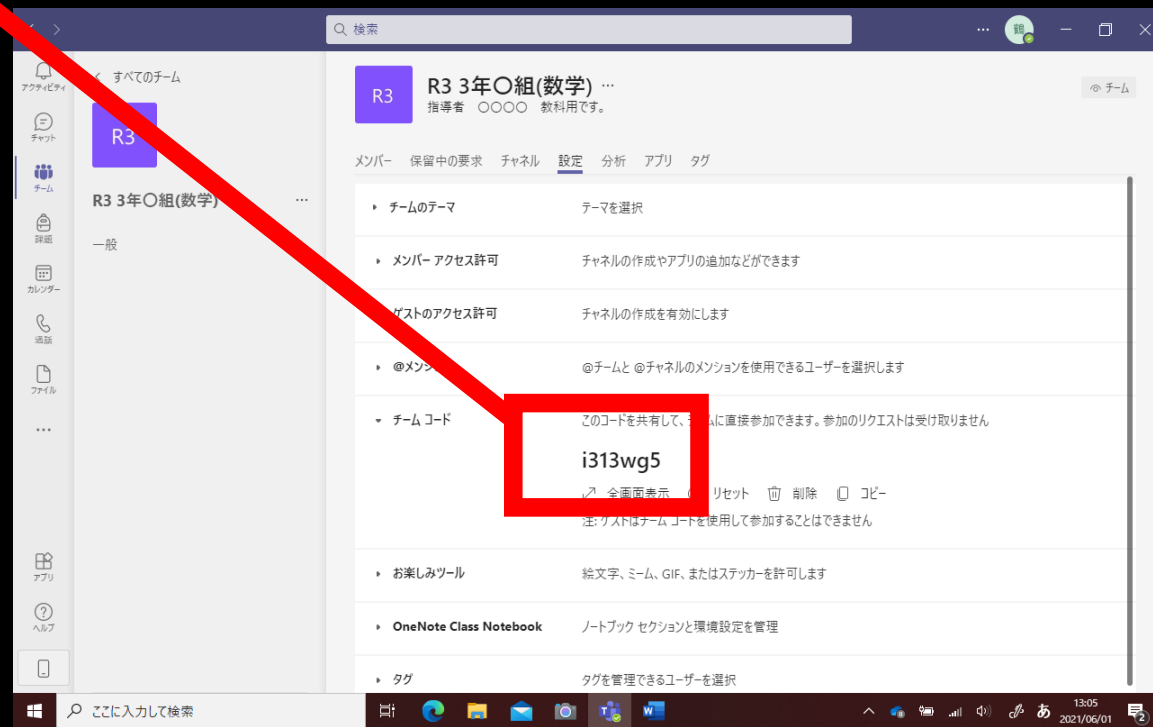 検索
…
鶴
アクティビティ
チャット
チーム
課題
カレンダー
通話
ファイル
…
アプリ
ヘルプ
すべてのチーム
R3
R3 3年〇組(数学)
…
一般
R3
R3 3年〇組(数学) …
指導者 〇〇〇〇 教科用です。
チーム
メンバー 保留中の要求 チャネル 設定 分析 アプリ タグ
チームのテーマ テーマを選択
メンバー アクセス許可 チャネルの作成やアプリの追加などができます
ゲストのアクセス許可 チャネルの作成を有効にします
@メンシ @チームと @チャネルのメンションを使用できるユーザーを選択します
チーム コード このコードを共有して、チームに直接参加できます。参加のリクエストは受け取りません
i313wg5
全画面表示 リセット 削除 コピー
注: ゲストはチーム コードを使用して参加することはできません
お楽しみツール 絵文字、ミーム、GIF、またはステッカーを許可します
OneNote Class Notebook ノートブック セクションと環境設定を管理
タグ タグを管理できるユーザーを選択
ここに入力して検索
あ
13:05
2021/06/01
2